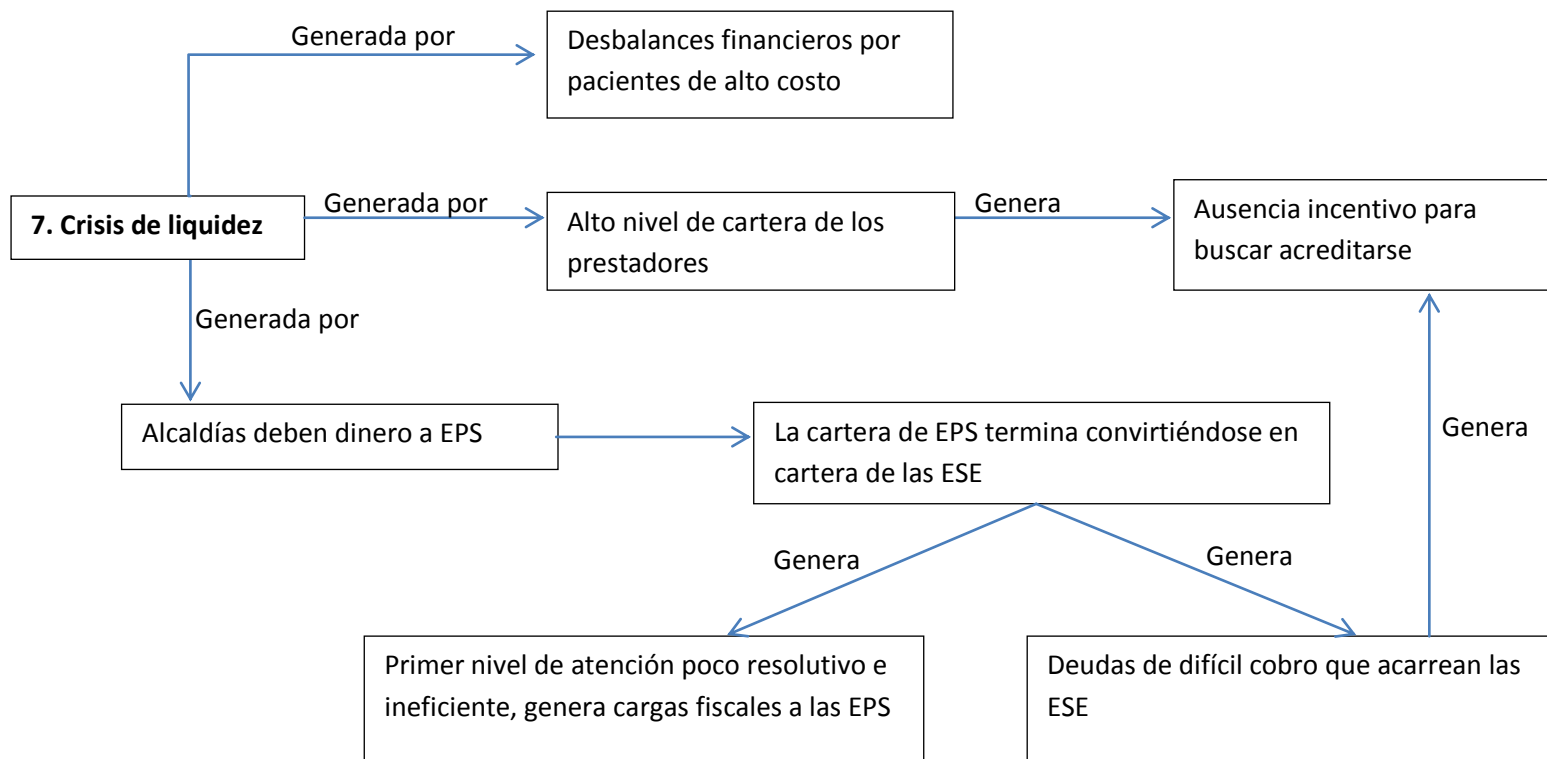 Generada por
Desbalances financieros por
pacientes de alto costo
7. Crisis de liquidez
Generada por
Alto nivel de cartera de los
prestadores
Genera
Ausencia incentivo para
buscar acreditarse
Generada por
Alcaldías deben dinero a EPS
La cartera de EPS termina convirtiéndose en
cartera de las ESE
Genera
Genera
Genera
Primer nivel de atención poco resolutivo e
ineficiente, genera cargas fiscales a las EPS
Deudas de difícil cobro que acarrean las
ESE